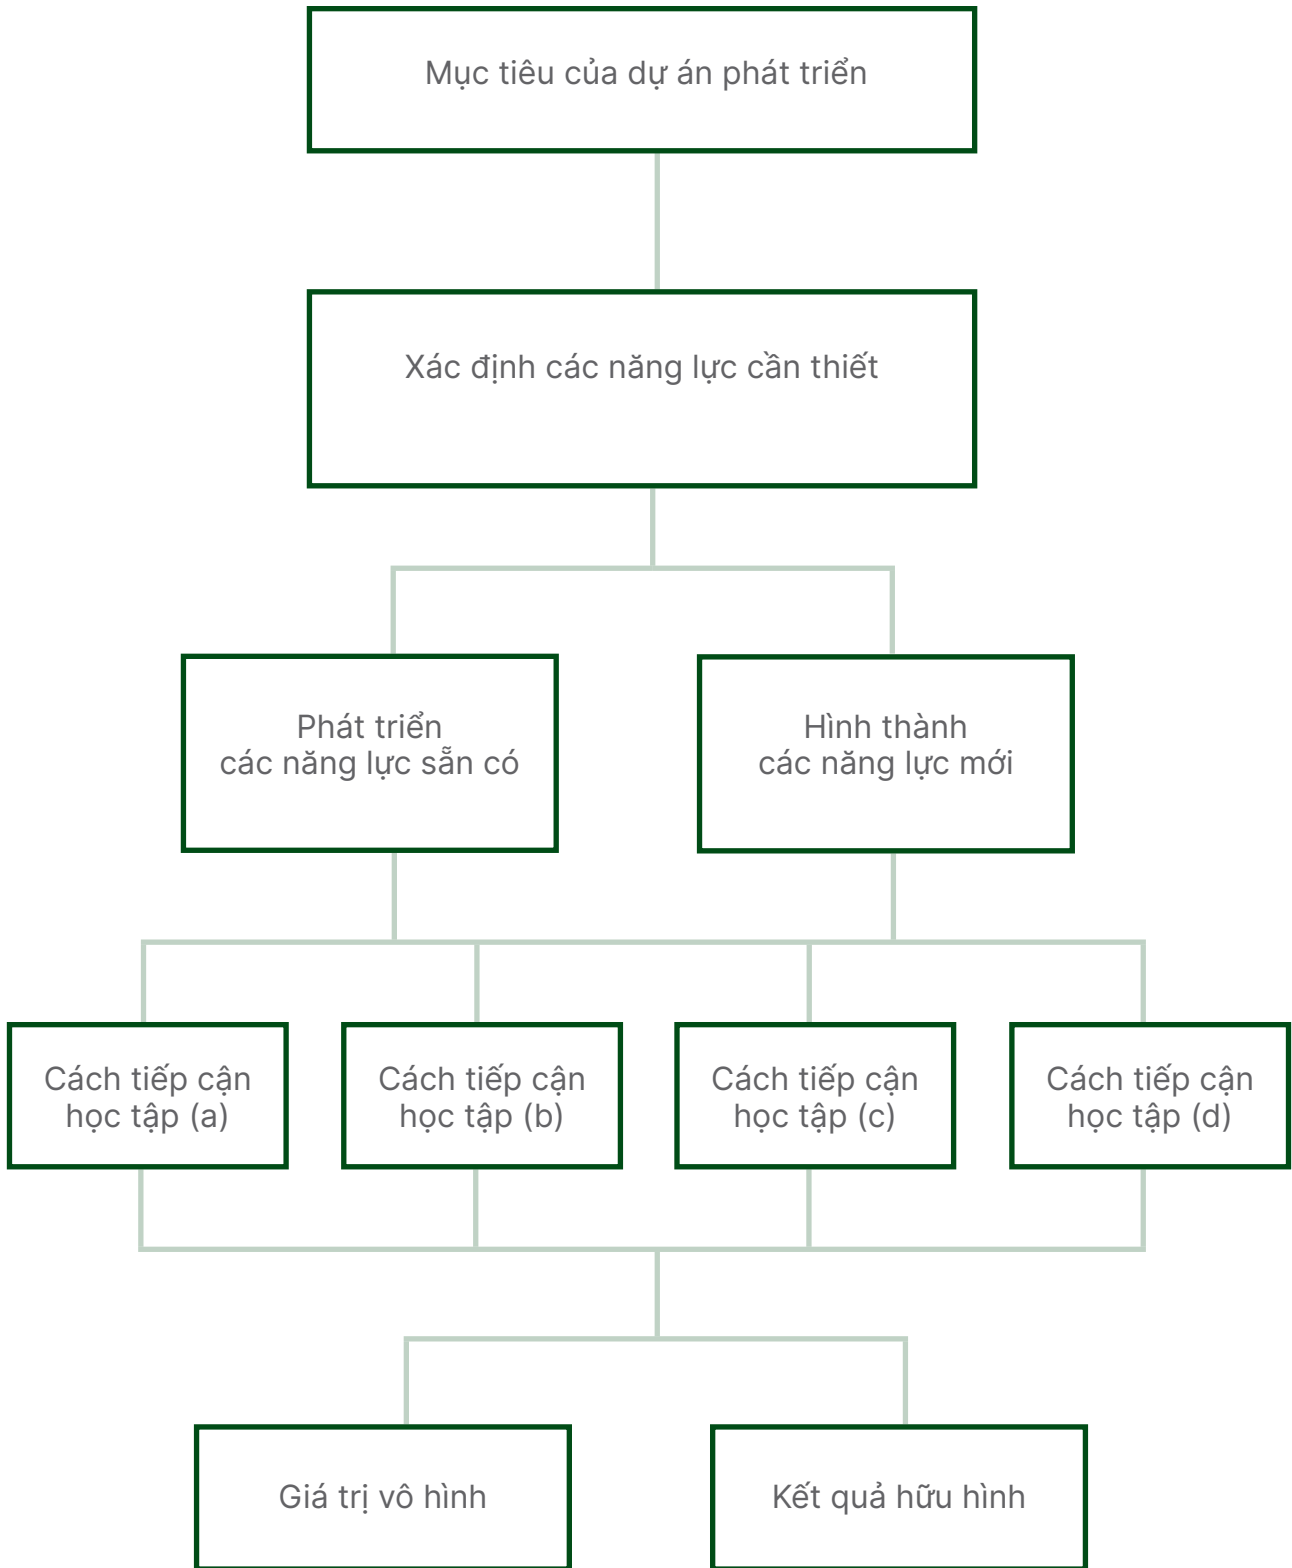 Mục tiêu của dự án phát triển
Xác định các năng lực cần thiết
Phát triển
các năng lực sẵn có
Hình thành
các năng lực mới
Cách tiếp cận
học tập (a)
Cách tiếp cận
học tập (b)
Cách tiếp cận
học tập (c)
Cách tiếp cận
học tập (d)
Giá trị vô hình
Kết quả hữu hình